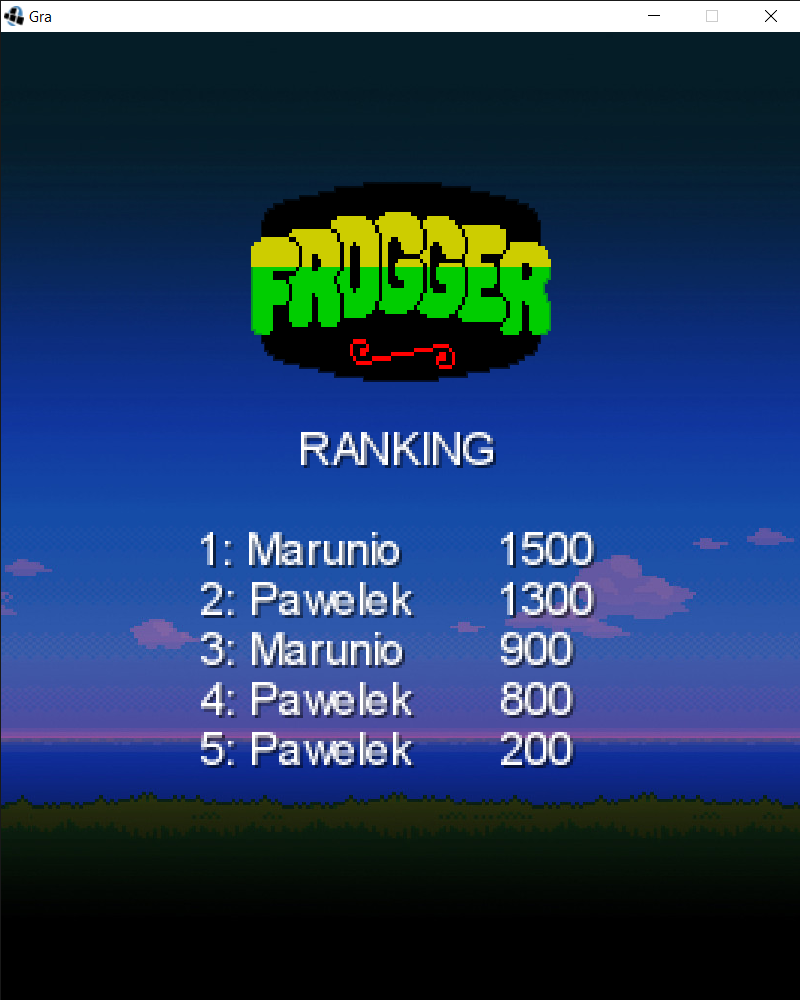 Gra
FROGGER
RANKING
1: Marunio 1500
2: Pawelek 1300
3: Marunio 900
4: Pawelek 800
5: Pawelek 200